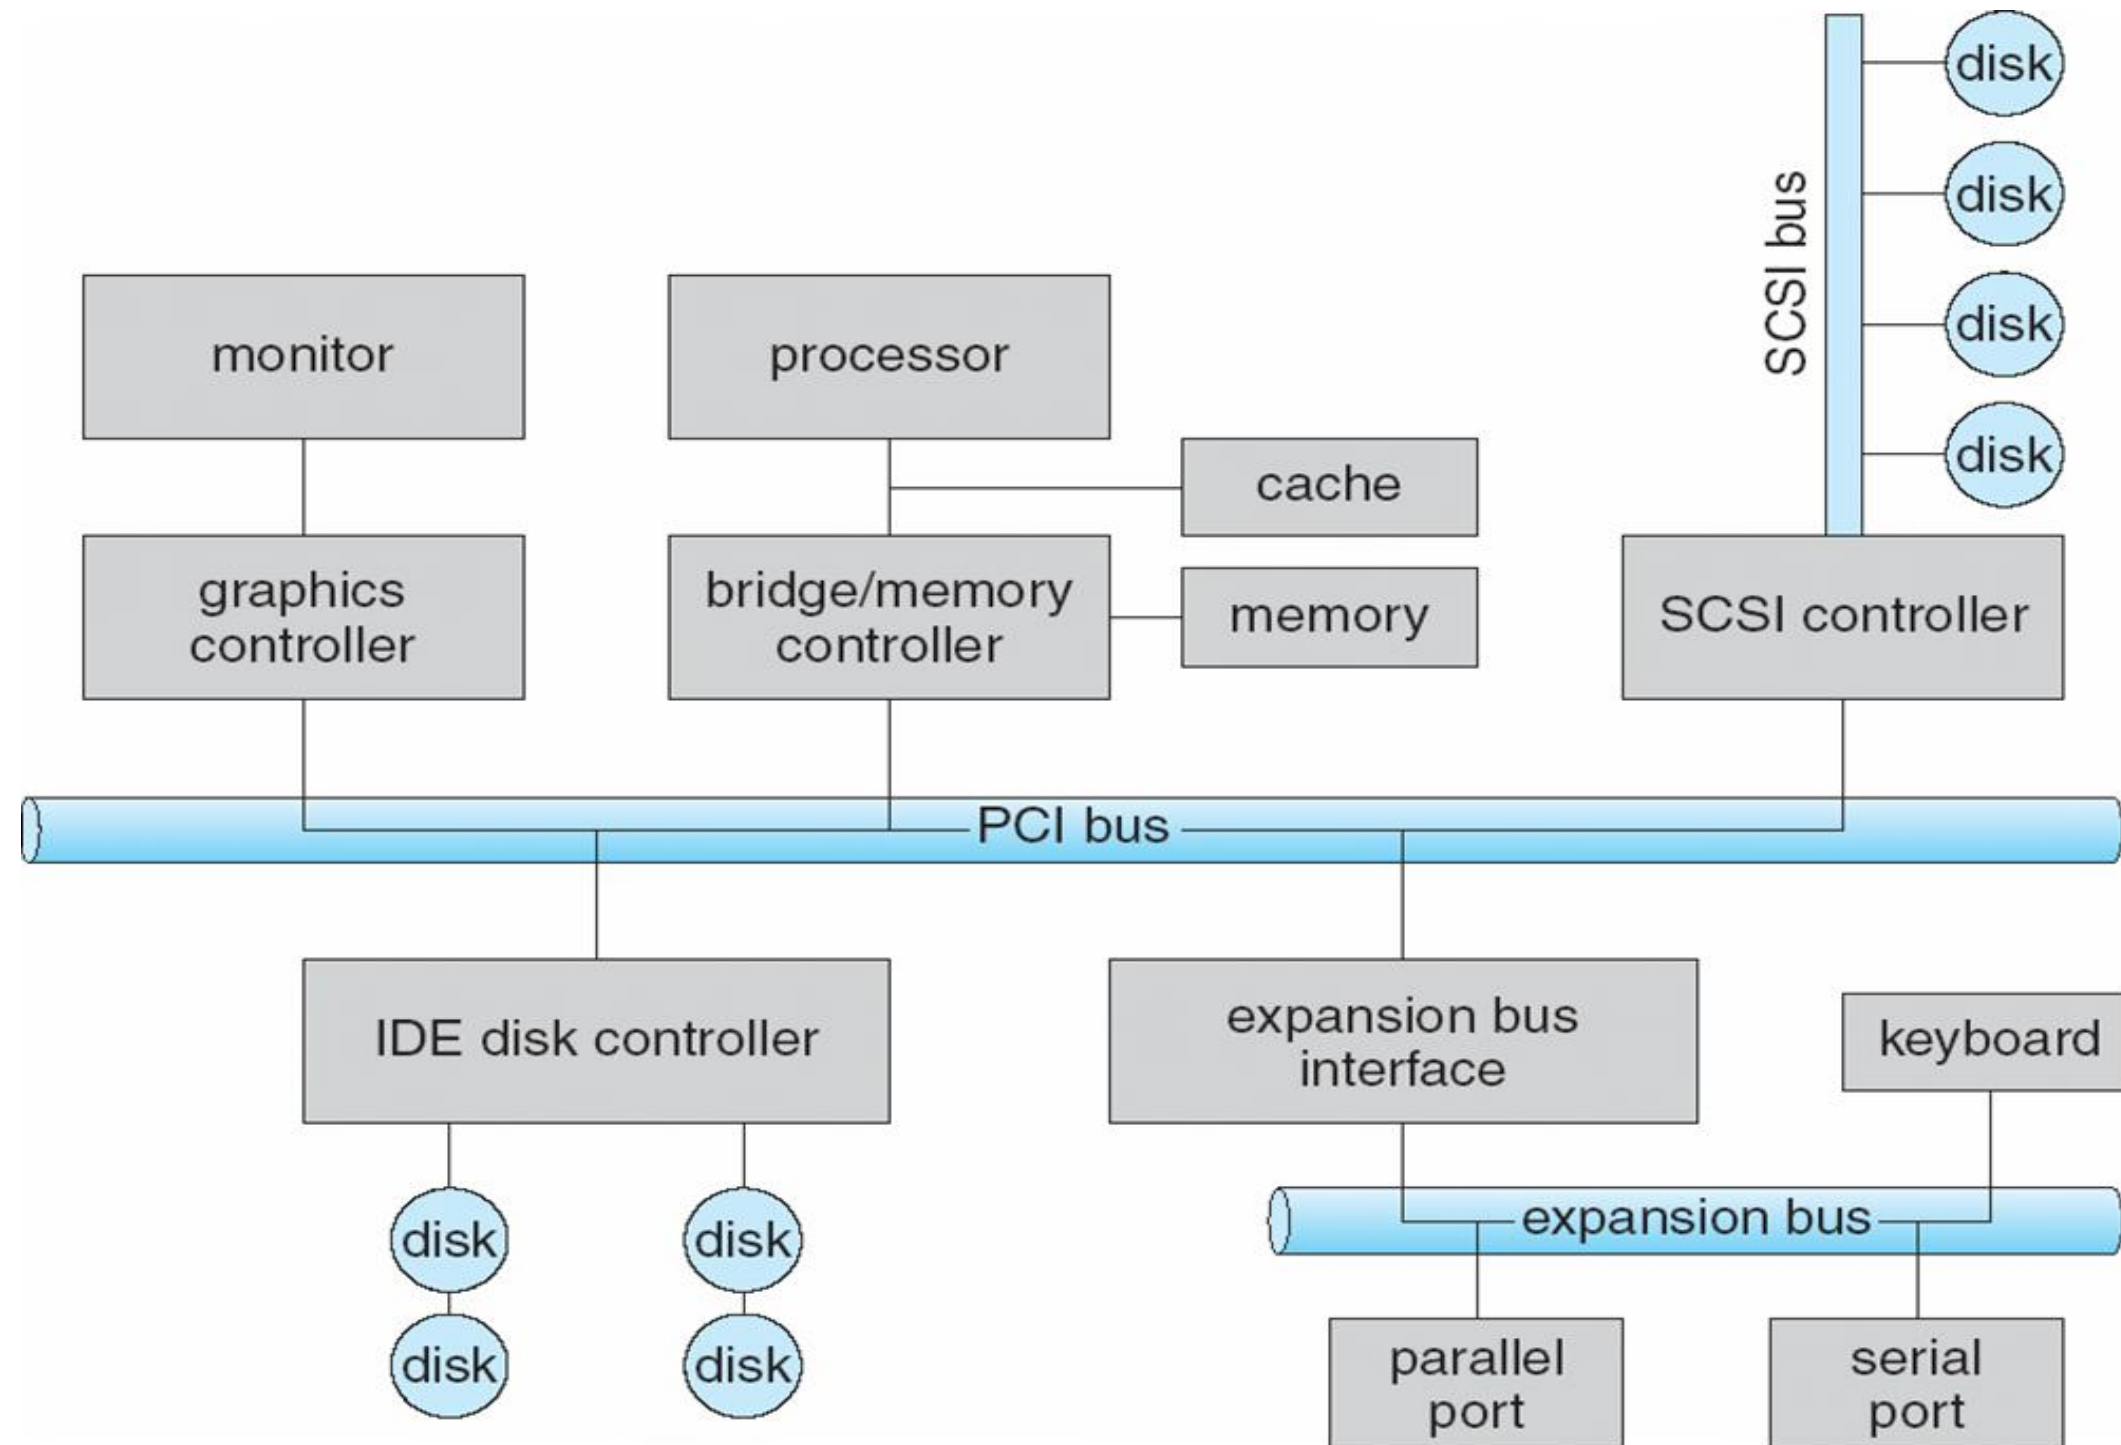 disk
disk
SCSI bus
disk
disk
monitor
processor
cache
graphics
controller
bridge/memory
controller
memory
SCSI controller
PCI bus
IDE disk controller
expansion bus
interface
keyboard
disk
disk
expansion bus
disk
disk
parallel
port
serial
port